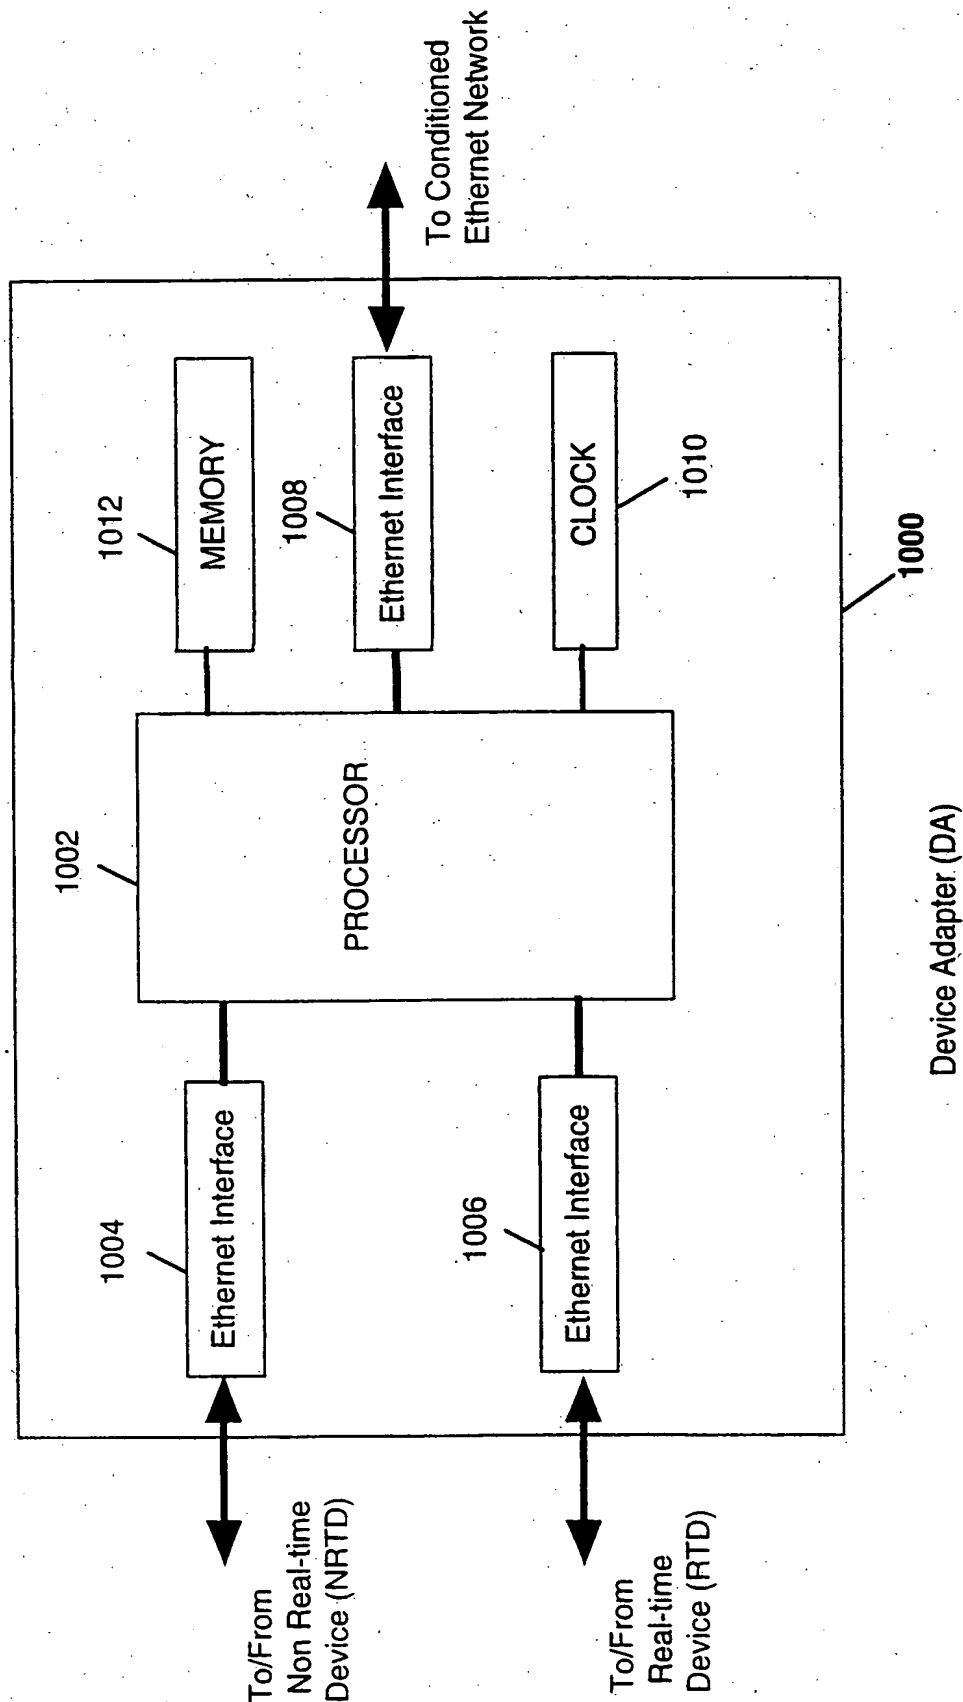 1012
MEMORY
To Conditioned
Ethernet Network
1002
1008
Ethernet Interface
PROCESSOR
1004
Ethernet Interface
To/From
Non Real-time
Device (NRTD)
1006
Ethernet Interface
To/From
Real-time
Device (RTD)
CLOCK
1010
1000
Device Adapter (DA)